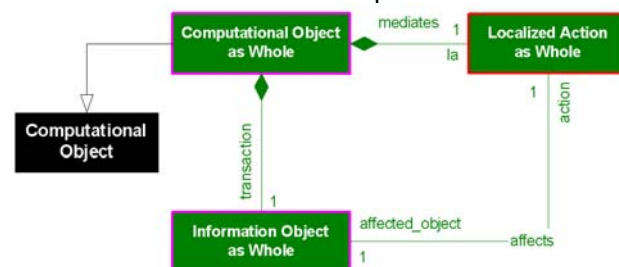 Computational Object
as Whole
mediates
1
la
Localized Action
as Whole
Computational
Object
transaction
1
1
action
Information Object
as Whole
affected_object
1
affects